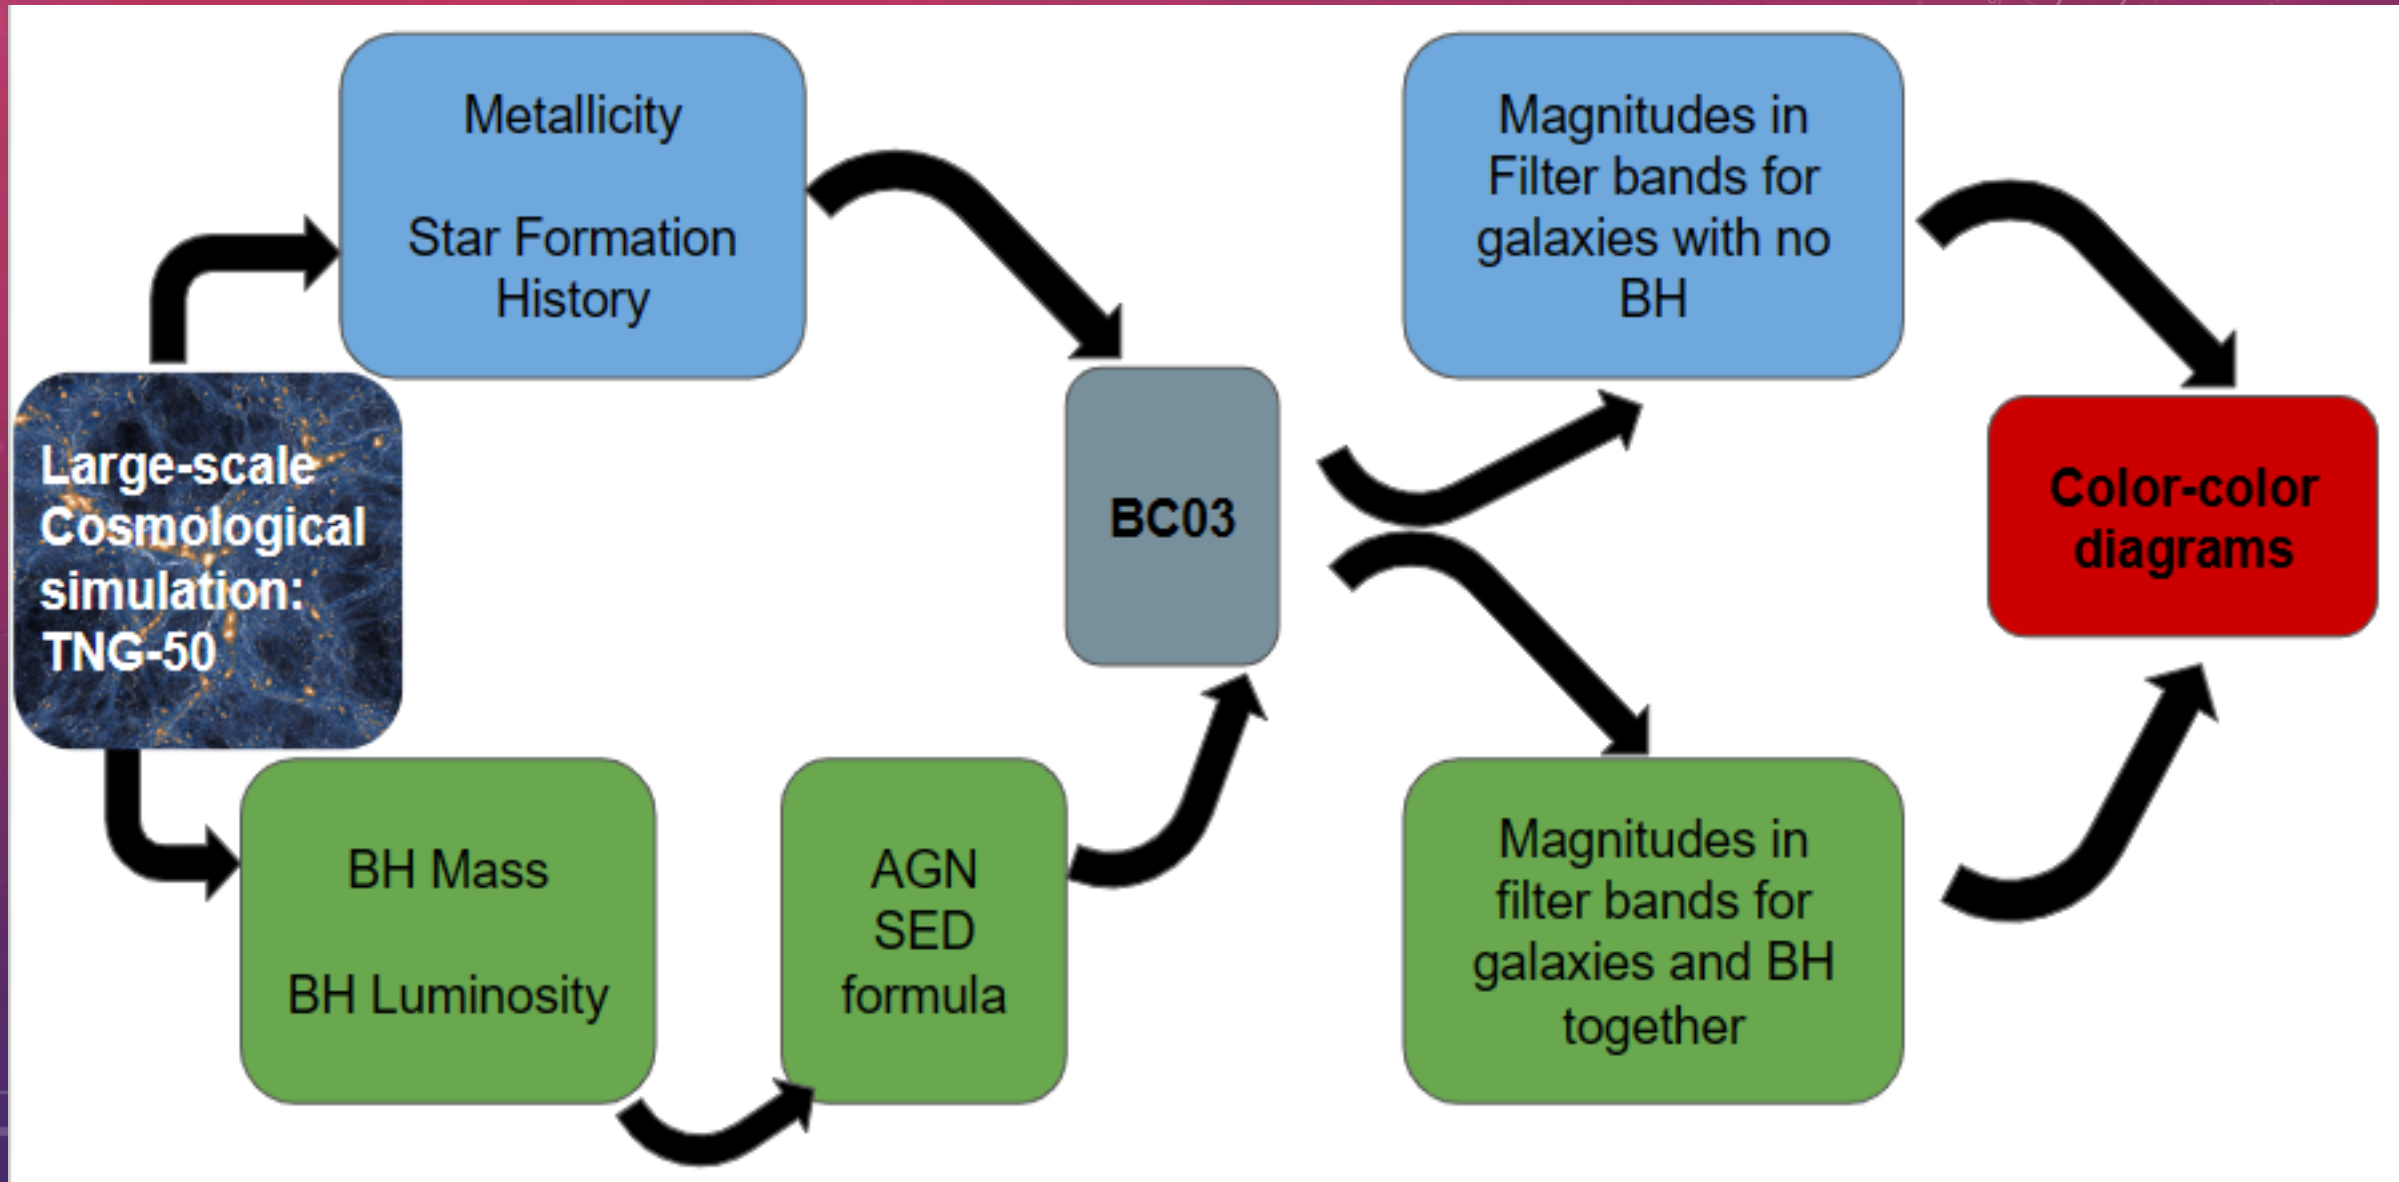 Metallicity
Star Formation
History
Large-scale
Cosmological
simulation:
TNG-50
BH Mass
BH Luminosity
AGN
SED
formula
BC03
Magnitudes in
Filter bands for
galaxies with no
BH
Magnitudes in
filter bands for
galaxies and BH
together
Color-color
diagrams